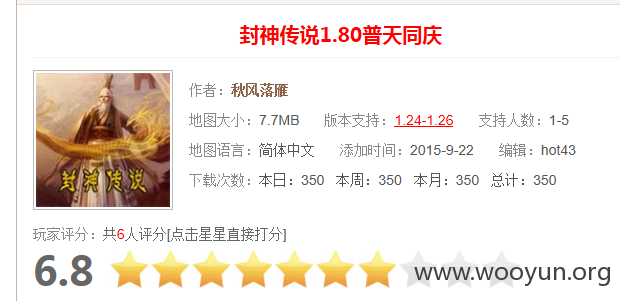 封神传说1.80普天同庆
封神传说
作者：秋风落雁
地图大小：7.7MB 版本支持：1.24-1.26 支持人数：1-5
地图语言：简体中文 添加时间：2015-9-22 编辑：hot43
下载次数：本日：350 本周：350 本月：350 总计：350
玩家评分：共6人评分[点击星星直接打分]
6.8
www.wooyun.org